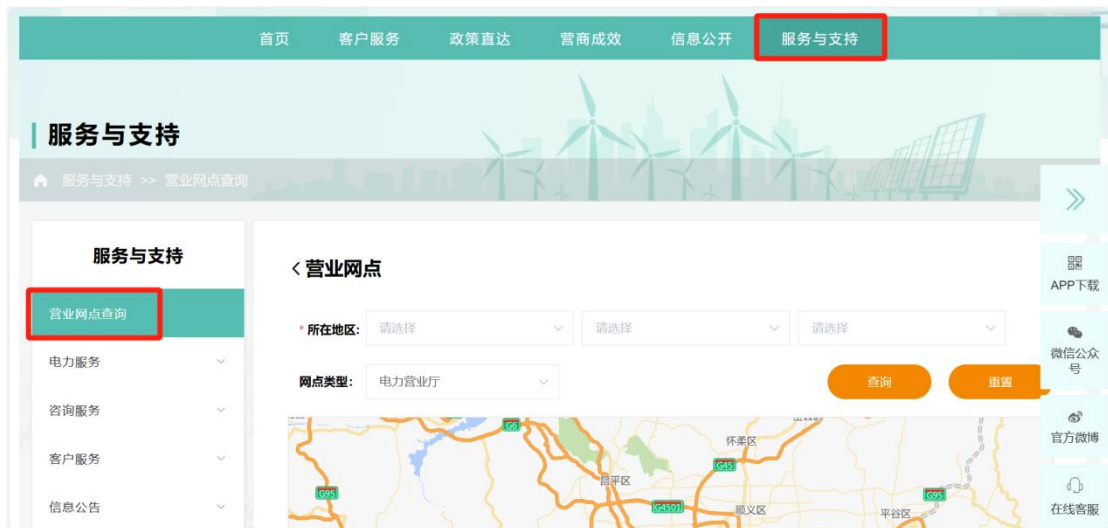 首页 客户服务 政策直达 营商成效 信息公开 服务与支持
服务与支持
服务与支持 >> 营业网点查询
服务与支持
营业网点查询
电力服务
咨询服务
客户服务
信息公告
<营业网点
* 所在地区: 请选择 请选择 请选择
网点类型: 电力营业厅
查询 重置
怀柔区
G6
G45
昌平区
G95
G4501
顺义区
G95
平谷区
APP下载
微信公众
号
官方微博
在线客服